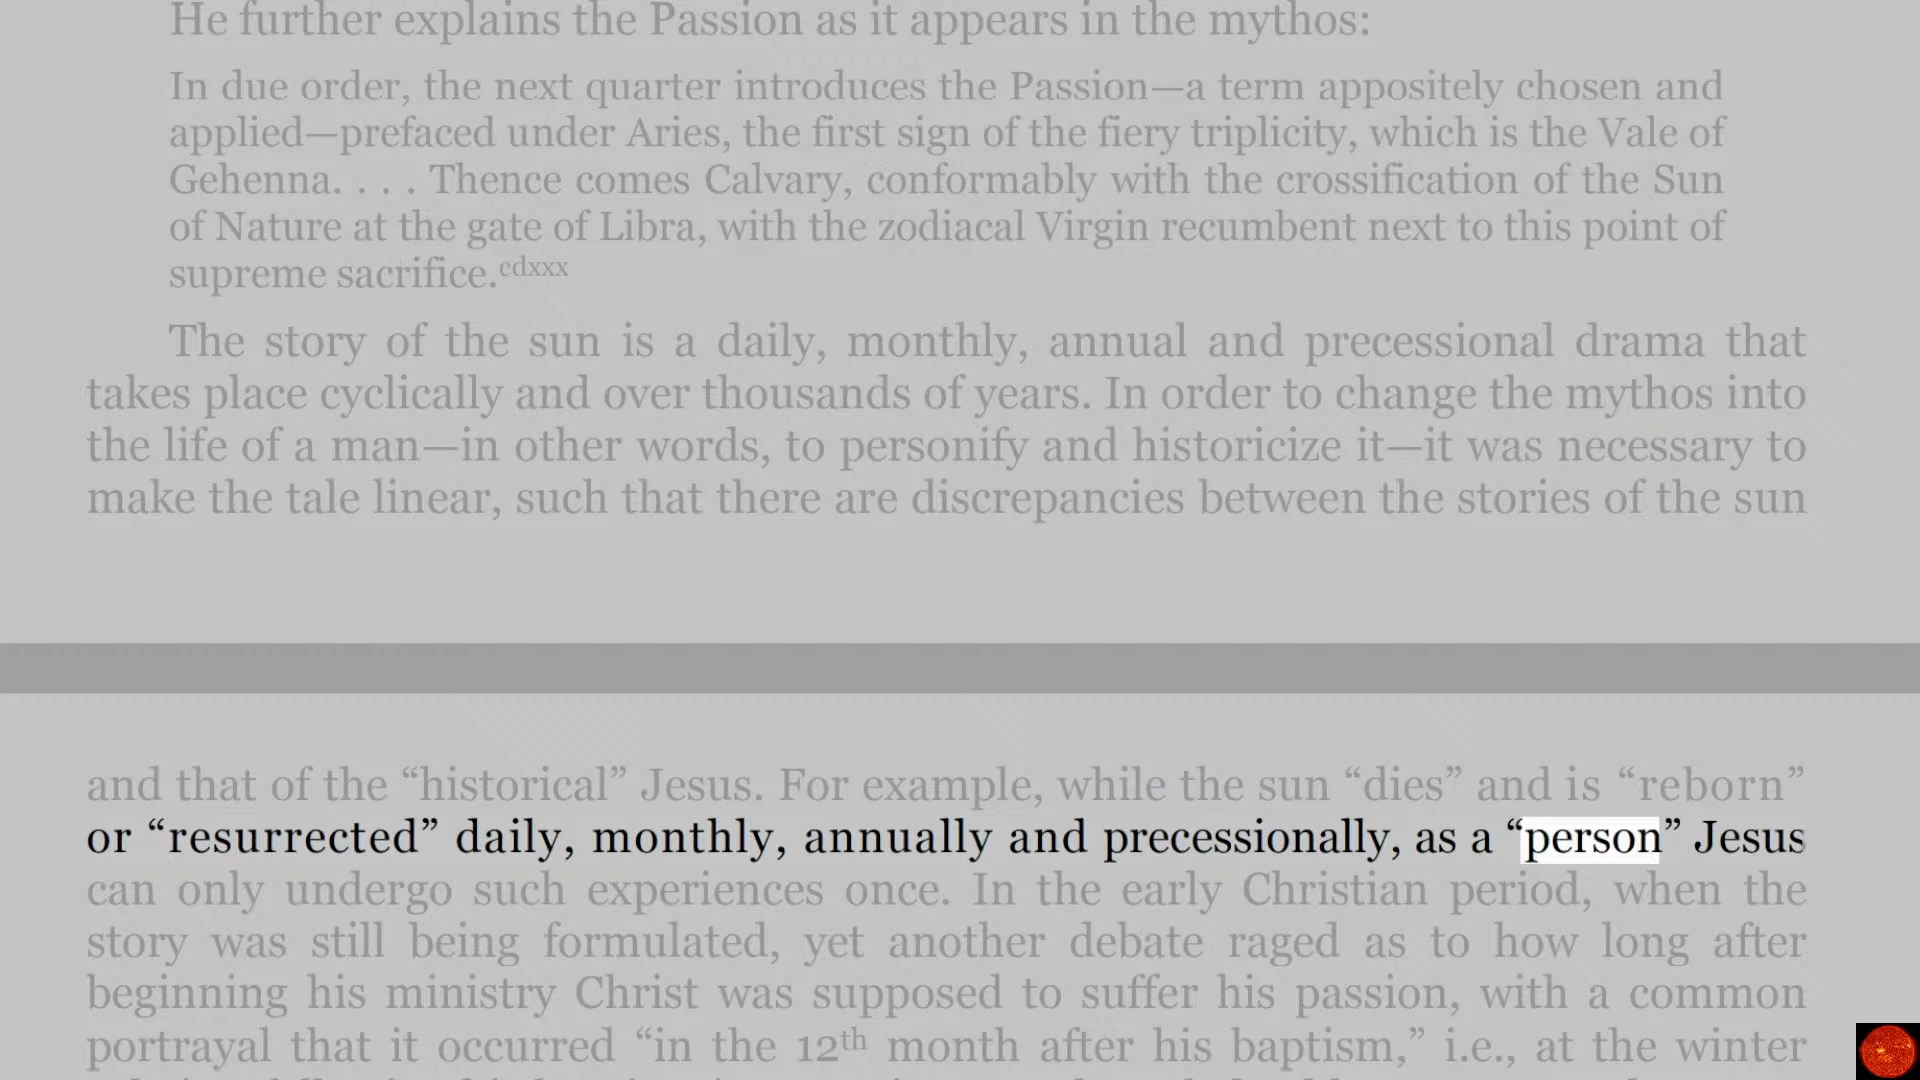 He further explains the Passion as it appears in the mythos:
In due order, the next quarter introduces the Passion—a term appositely chosen and
applied—prefaced under Aries, the first sign of the fiery triplicity, which is the Vale of
Gehenna. . . . Thence comes Calvary, conformably with the crossification of the Sun
of Nature at the gate of Libra, with the zodiacal Virgin recumbent next to this point of
supreme sacrifice.cdxxx
The story of the sun is a daily, monthly, annual and precessional drama that
takes place cyclically and over thousands of years. In order to change the mythos into
the life of a man—in other words, to personify and historicize it—it was necessary to
make the tale linear, such that there are discrepancies between the stories of the sun
and that of the “historical” Jesus. For example, while the sun “dies” and is “reborn”
or “resurrected” daily, monthly, annually and precessionally, as a “person” Jesus
can only undergo such experiences once. In the early Christian period, when the
story was still being formulated, yet another debate raged as to how long after
beginning his ministry Christ was supposed to suffer his passion, with a common
portrayal that it occurred “in the 12th month after his baptism,” i.e., at the winter